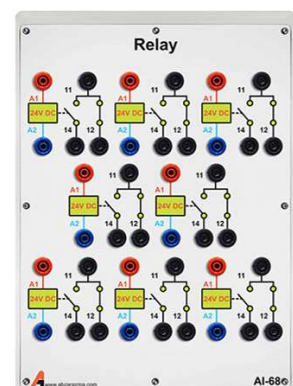 Relay
11 11 11
A1 A1 A1
24V DC 24V DC 24V DC
A2 14 12 A2 14 12 A2 14 12
11 11
A1 A1
24V DC 24V DC
A2 14 12 A2 14 12
11 11 11
A1 A1 A1
24V DC 24V DC 24V DC
A2 14 12 A2 14 12 A2 14 12
AI-68